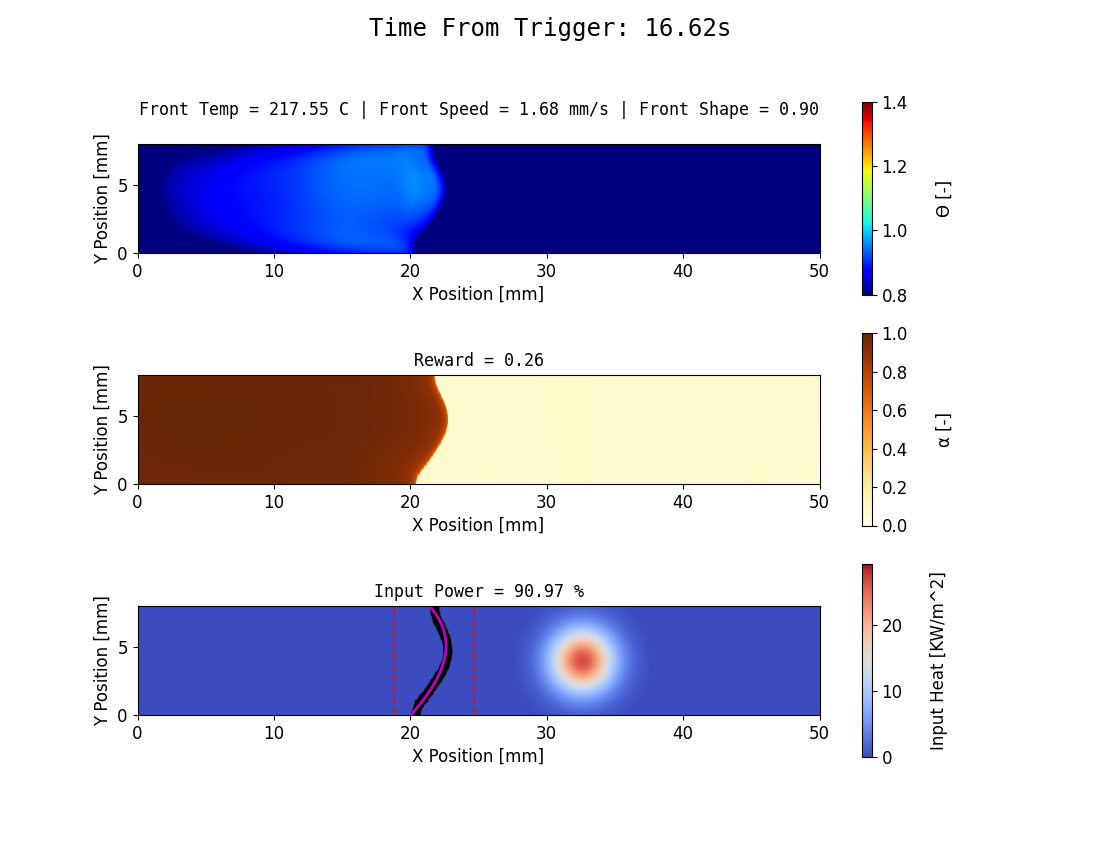 Time From Trigger: 16.62s
Front Temp = 217.55 C | Front Speed = 1.68 mm/s | Front Shape = 0.90
Y Position [mm]
5
0
0 10 20 30 40 50
X Position [mm]
1.4
1.2
1.0
0.8
Θ [-]
Reward = 0.26
Y Position [mm]
5
0
0 10 20 30 40 50
X Position [mm]
1.0
0.8
0.6
0.4
0.2
0.0
α [-]
Input Power = 90.97 %
Y Position [mm]
5
0
0 10 20 30 40 50
X Position [mm]
20
10
0
Input Heat [KW/m^2]